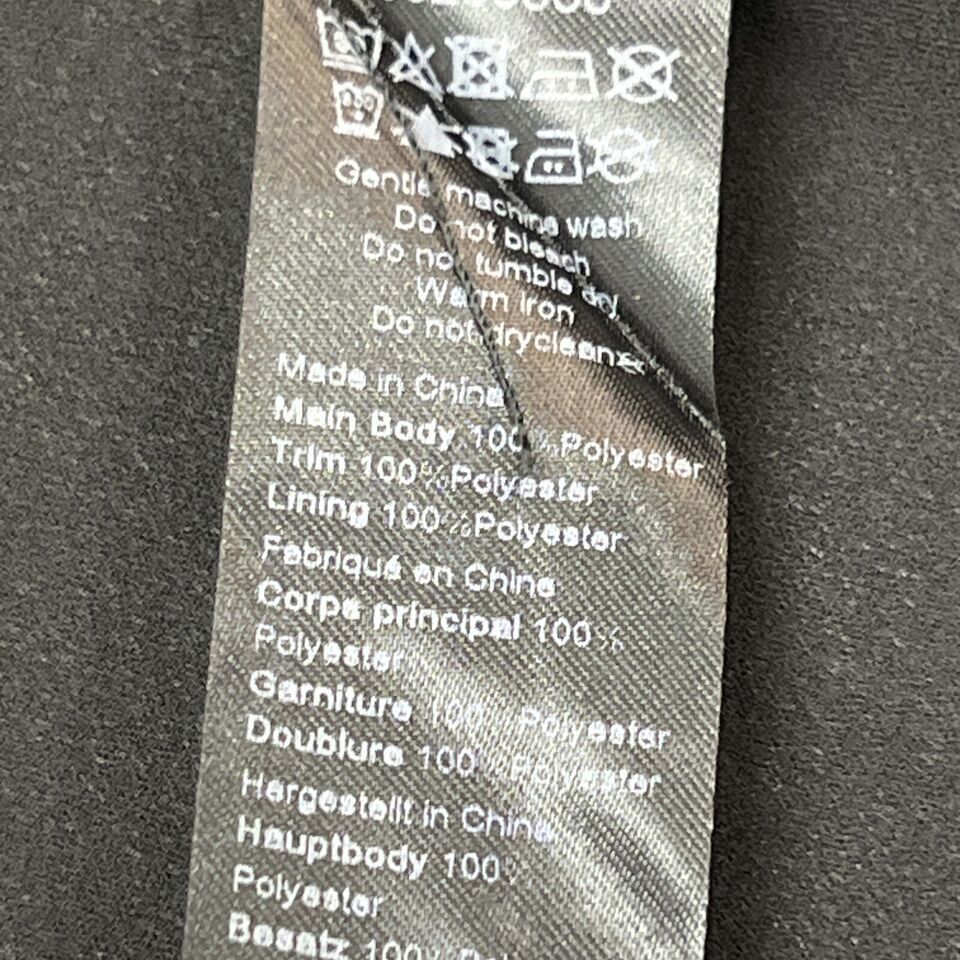 Gentle machine wash
Do not bleach
Do not tumble dry
Warm iron
Do not dryclean
Made in China
Main Body 100%Polyester
Trim 100%Polyester
Lining 100%Polyester
Fabriqué en Chine
Corps principal 100%
Polyester
Garniture 100%Polyester
Doublure 100%Polyester
Hergestellt in China
Hauptbody 100%
Polyester
Besatz 100%